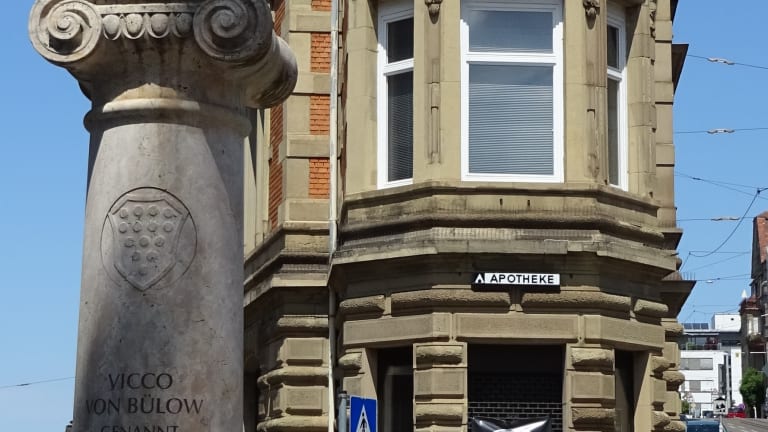 APOTHEKE
VICCO
VON BÜLOW
GENANNT